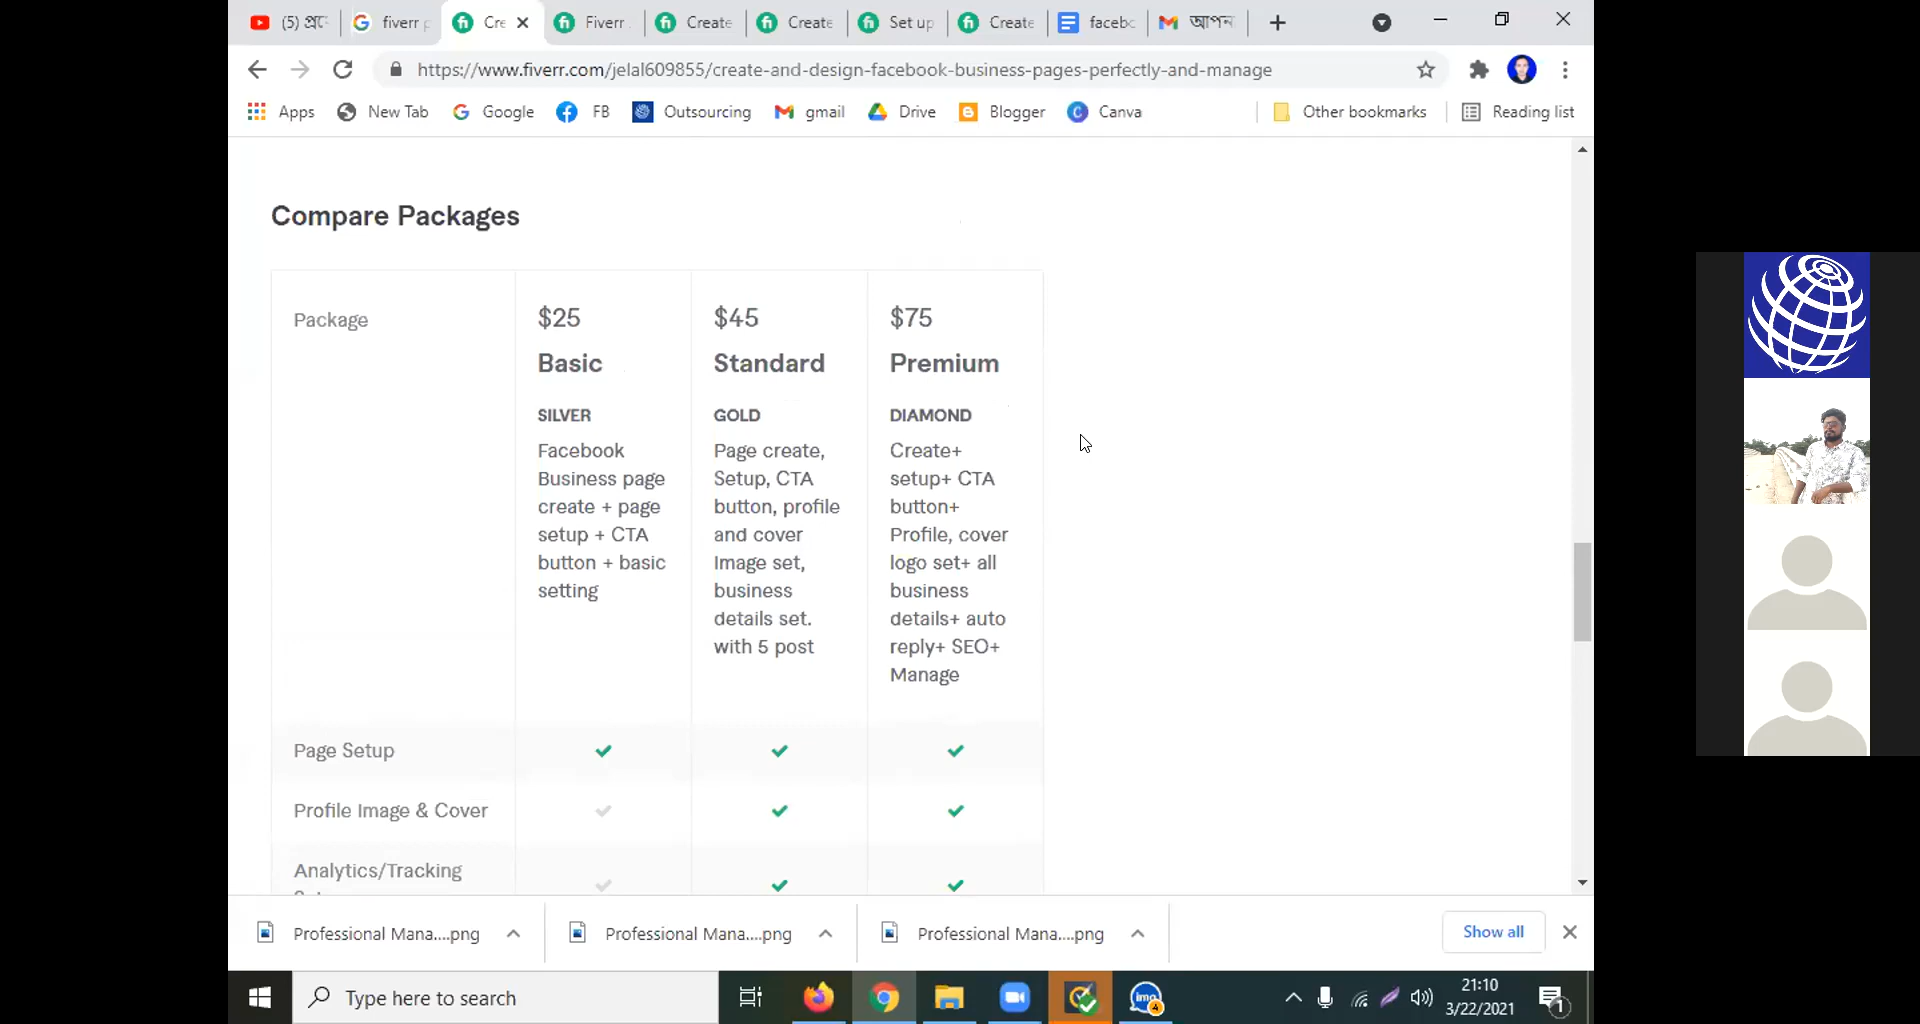 (5) প্রে
fiverr p
Cre
Fiverr
Create
Create
Set up
Create
facebo
আপন
https://www.fiverr.com/jelal609855/create-and-design-facebook-business-pages-perfectly-and-manage
Apps
New Tab
Google
FB
Outsourcing
gmail
Drive
Blogger
Canva
Other bookmarks
Reading list
Compare Packages
Package
$25
Basic
SILVER
Facebook
Business page
create + page
setup + CTA
button + basic
setting
$45
Standard
GOLD
Page create,
Setup, CTA
button, profile
and cover
Image set,
business
details set.
with 5 post
$75
Premium
DIAMOND
Create+
setup+ CTA
button+
Profile, cover
logo set+ all
business
details+ auto
reply+ SEO+
Manage
Page Setup
Profile Image & Cover
Analytics/Tracking
Professional Mana....png
Professional Mana....png
Professional Mana....png
Show all
Type here to search
21:10
3/22/2021